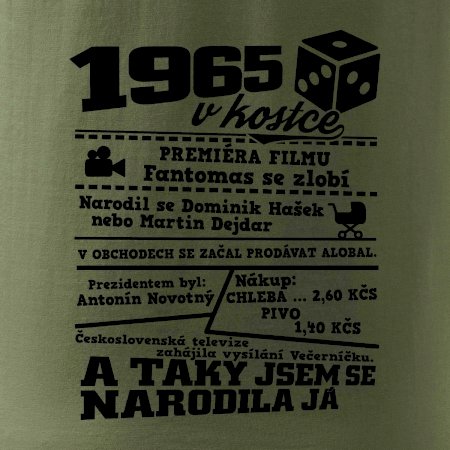 1965
v kostce
PREMIÉRA FILMU
Fantomas se zlobí
Narodil se Dominik Hašek
nebo Martin Dejdar
V OBCHODECH SE ZAČAL PRODÁVAT ALOBAL.
Prezidentem byl:
Antonín Novotný
Nákup:
CHLEBA ... 2,60 KČS
PIVO
1,40 KČS
Československá televize
zahájila vysílání Večerníčku.
A TAKY JSEM SE
NARODILA JÁ